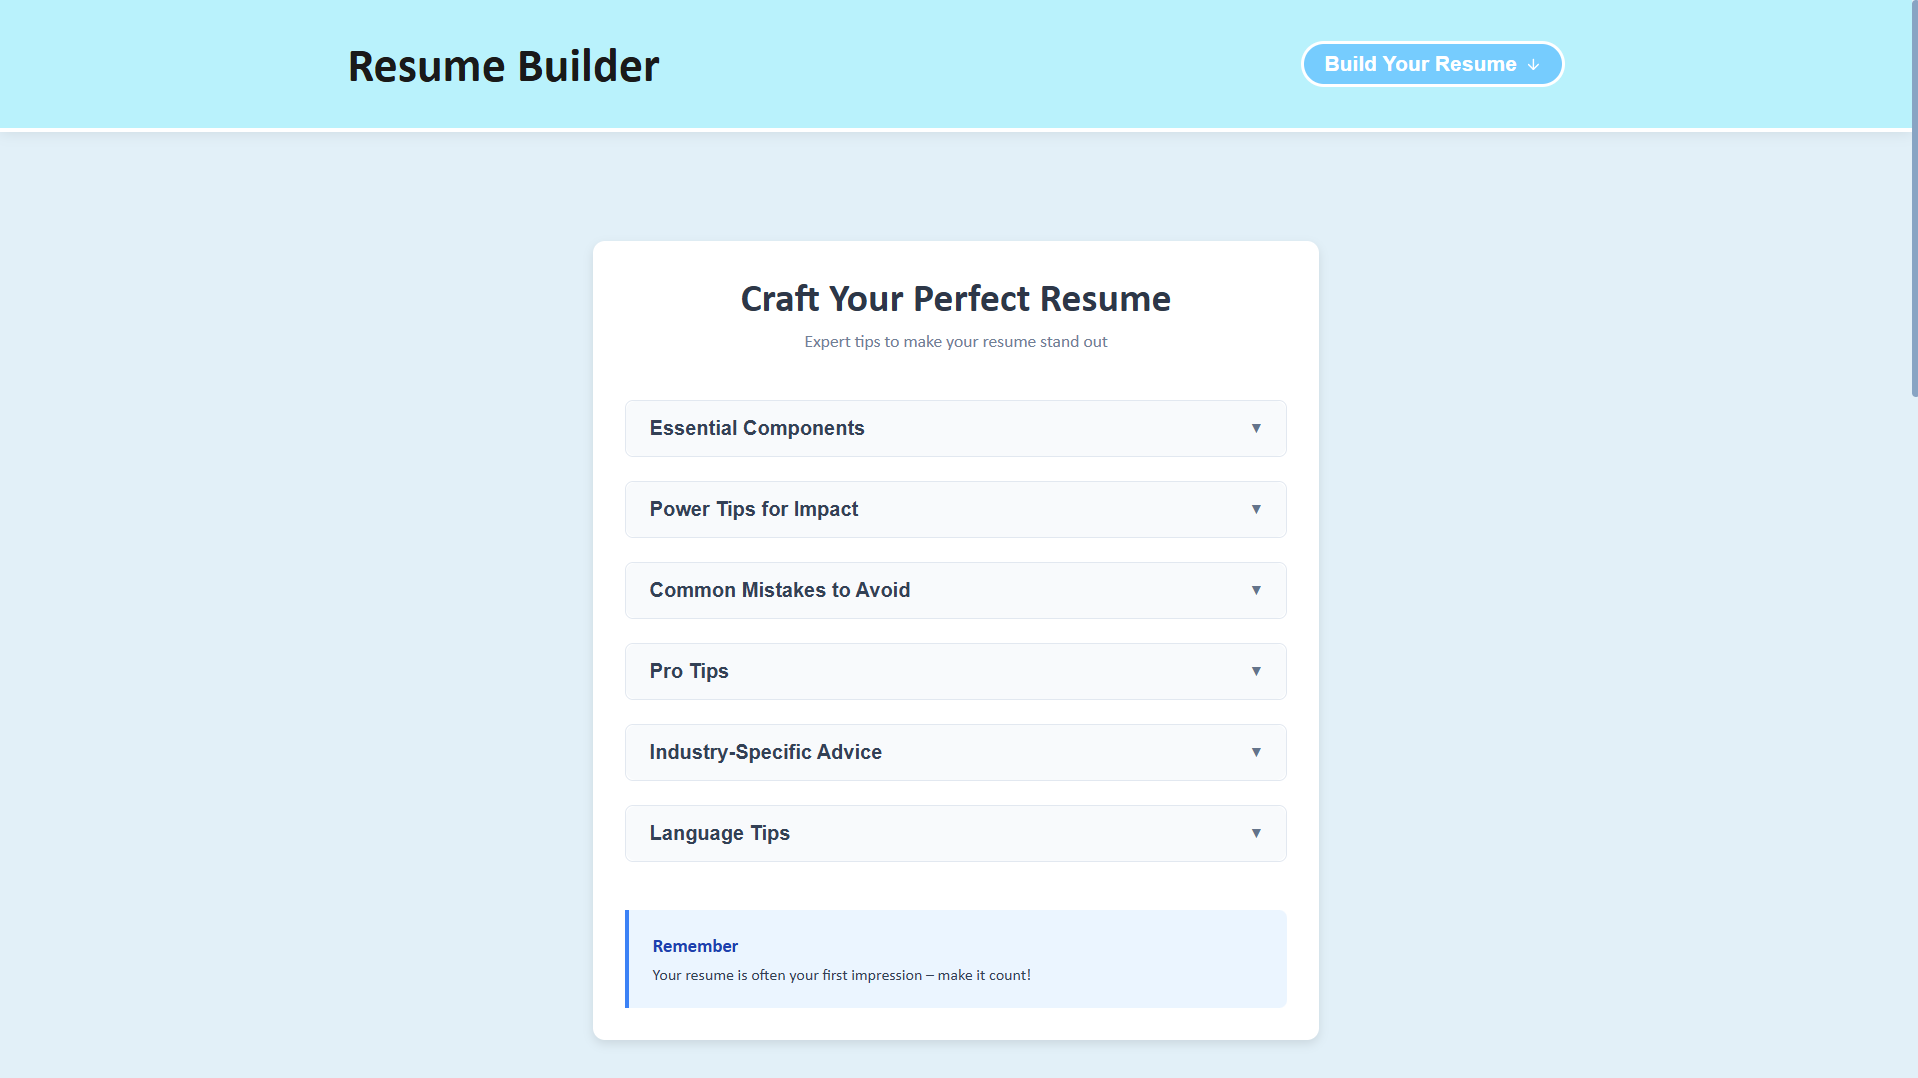 Resume Builder
Build Your Resume ↓
Craft Your Perfect Resume
Expert tips to make your resume stand out
Essential Components ▼
Power Tips for Impact ▼
Common Mistakes to Avoid ▼
Pro Tips ▼
Industry-Specific Advice ▼
Language Tips ▼
Remember
Your resume is often your first impression – make it count!